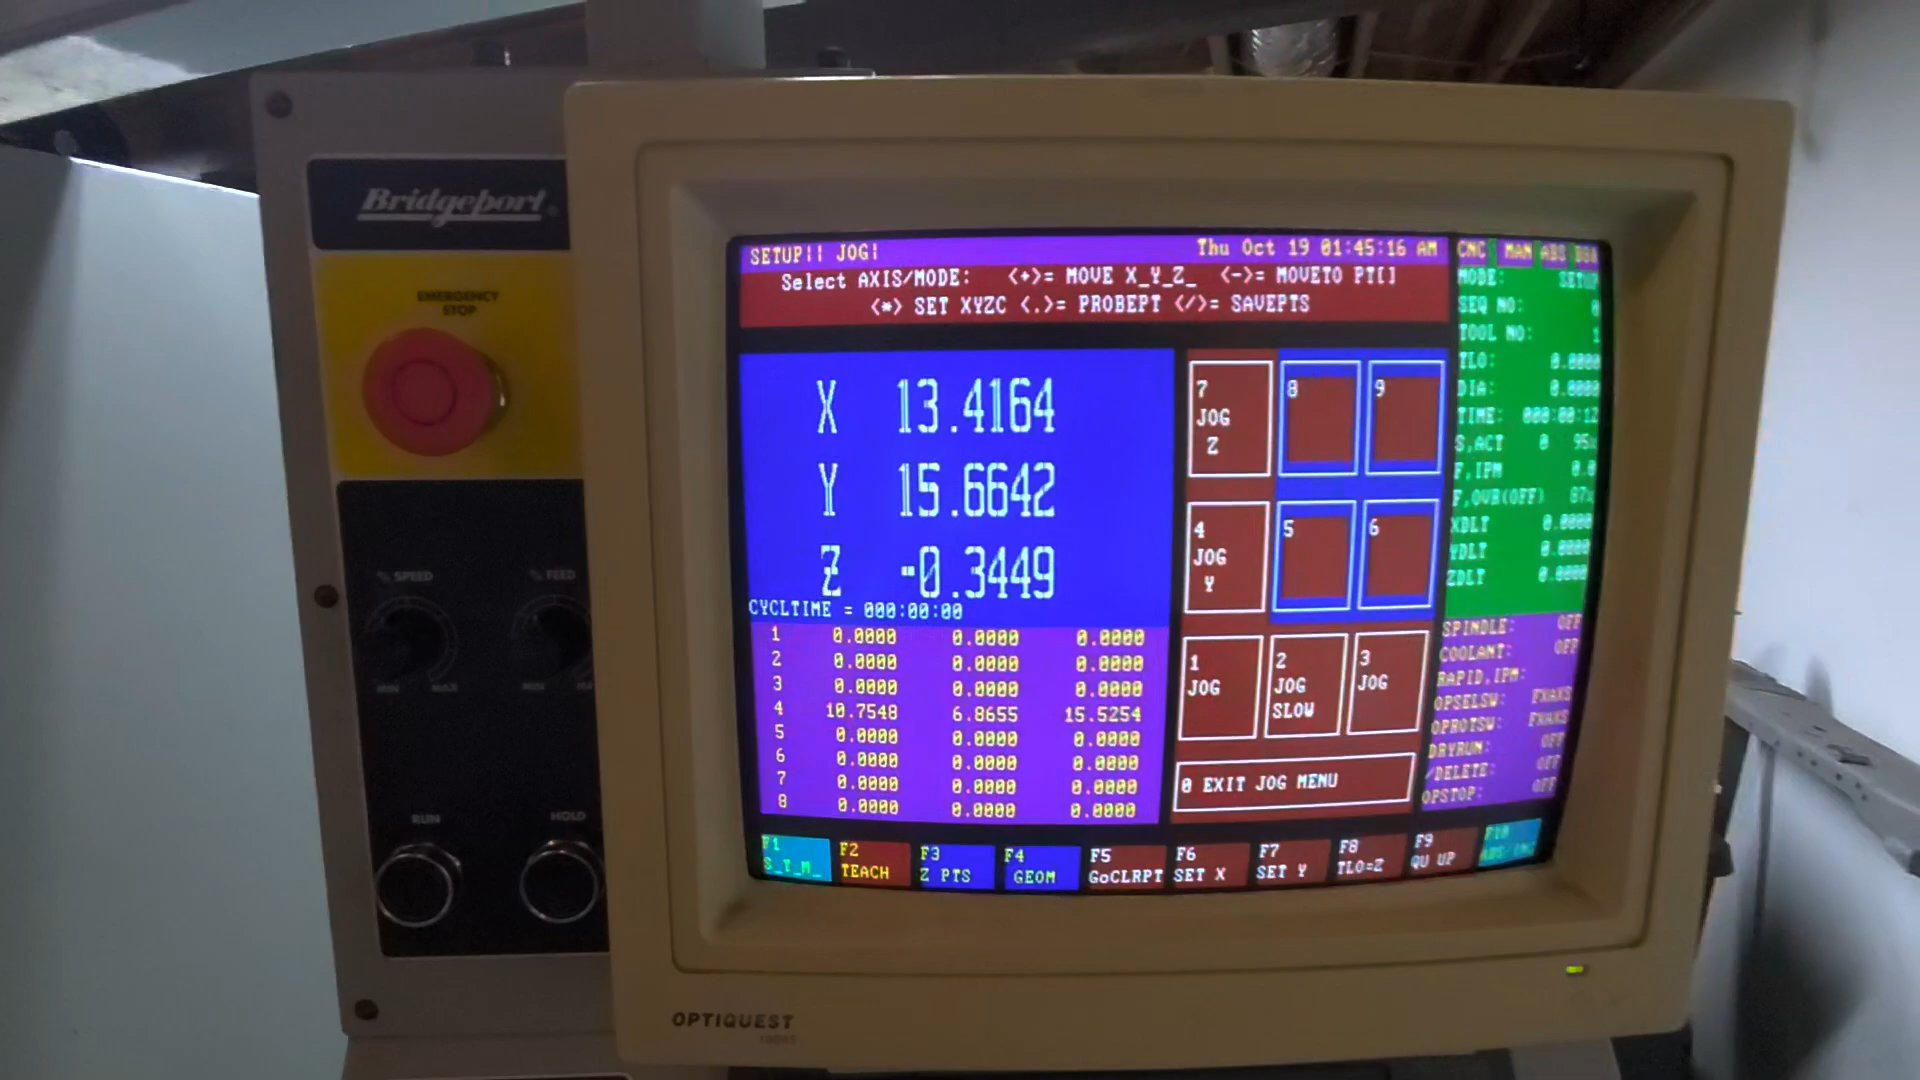 Bridgeport
EMERGENCY
STOP
% SPEED
% FEED
MIN
MAX
MIN
RUN
HOLD
SETUP|| JOG|
Thu Oct 19 01:45:16 AM
Select AXIS/MODE: <+>= MOVE X_Y_Z_ <->= MOVETO PT[]
<*> SET XYZC <.>= PROBEPT </>= SAVEPTS
X 13.4164
Y 15.6642
Z -0.3449
CYCLTIME = 000:00:00
1 0.0000 0.0000 0.0000
2 0.0000 0.0000 0.0000
3 0.0000 0.0000 0.0000
4 10.7548 6.8655 15.5254
5 0.0000 0.0000 0.0000
6 0.0000 0.0000 0.0000
7 0.0000 0.0000 0.0000
8 0.0000 0.0000 0.0000
7
JOG
Z
8
9
4
JOG
Y
5
6
1
JOG
2
JOG
SLOW
3
JOG
0 EXIT JOG MENU
CNC MAN ABS
MODE: SETUP
SEQ NO: 0
TOOL NO: 1
TLO: 0.0000
DIA: 0.0000
TIME: 000:00:12
S,ACT 0 95%
F,IPM 0.0
F,OVR(OFF) 87%
XDLT 0.0000
YDLT 0.0000
ZDLT 0.0000
SPINDLE: OFF
COOLANT: OFF
RAPID,IPM:
OPSELSW: FXAXS
OPROTSW: FXAXS
DRYRUN: OFF
/DELETE: OFF
OPSTOP: OFF
F1
S_T_M_
F2
TEACH
F3
Z PTS
F4
GEOM
F5
GoCLRPT
F6
SET X
F7
SET Y
F8
TLO=Z
F9
QU UP
F10
OPTIQUEST